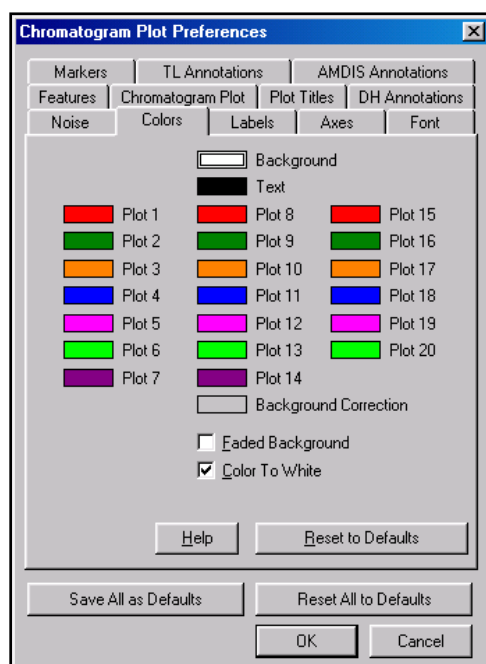 Chromatogram Plot Preferences
Markers TL Annotations AMDIS Annotations
Features Chromatogram Plot Plot Titles DH Annotations
Noise Colors Labels Axes Font
Background
Text
Plot 1 Plot 8 Plot 15
Plot 2 Plot 9 Plot 16
Plot 3 Plot 10 Plot 17
Plot 4 Plot 11 Plot 18
Plot 5 Plot 12 Plot 19
Plot 6 Plot 13 Plot 20
Plot 7 Plot 14
Background Correction
Faded Background
Color To White
Help Reset to Defaults
Save All as Defaults Reset All to Defaults
OK Cancel